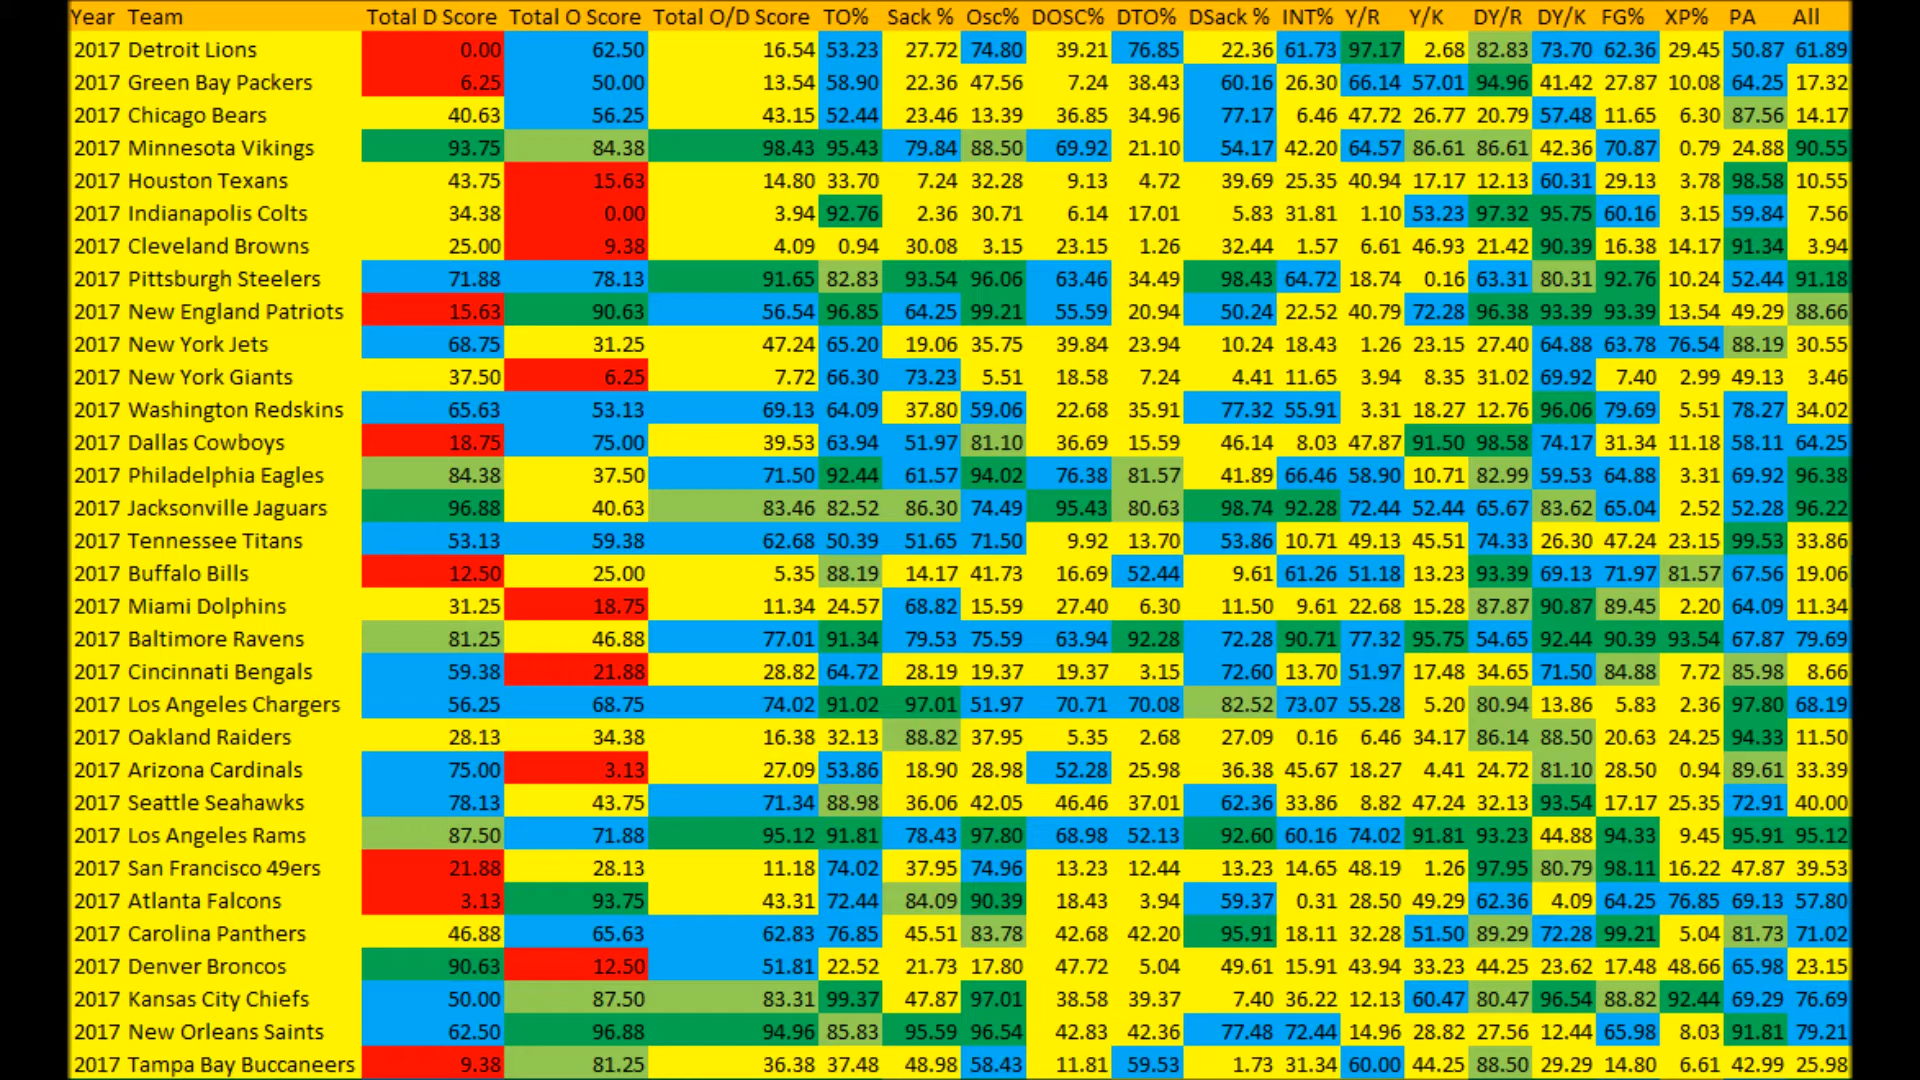 Year Team Total D Score Total O Score Total O/D Score TO% Sack % Osc% DOSC% DTO% DSack % INT% Y/R Y/K DY/R DY/K FG% XP% PA All
2017 Detroit Lions 0.00 62.50 16.54 53.23 27.72 74.80 39.21 76.85 22.36 61.73 97.17 2.68 82.83 73.70 62.36 29.45 50.87 61.89
2017 Green Bay Packers 6.25 50.00 13.54 58.90 22.36 47.56 7.24 38.43 60.16 26.30 66.14 57.01 94.96 41.42 27.87 10.08 64.25 17.32
2017 Chicago Bears 40.63 56.25 43.15 52.44 23.46 13.39 36.85 34.96 77.17 6.46 47.72 26.77 20.79 57.48 11.65 6.30 87.56 14.17
2017 Minnesota Vikings 93.75 84.38 98.43 95.43 79.84 88.50 69.92 21.10 54.17 42.20 64.57 86.61 86.61 42.36 70.87 0.79 24.88 90.55
2017 Houston Texans 43.75 15.63 14.80 33.70 7.24 32.28 9.13 4.72 39.69 25.35 40.94 17.17 12.13 60.31 29.13 3.78 98.58 10.55
2017 Indianapolis Colts 34.38 0.00 3.94 92.76 2.36 30.71 6.14 17.01 5.83 31.81 1.10 53.23 97.32 95.75 60.16 3.15 59.84 7.56
2017 Cleveland Browns 25.00 9.38 4.09 0.94 30.08 3.15 23.15 1.26 32.44 1.57 6.61 46.93 21.42 90.39 16.38 14.17 91.34 3.94
2017 Pittsburgh Steelers 71.88 78.13 91.65 82.83 93.54 96.06 63.46 34.49 98.43 64.72 18.74 0.16 63.31 80.31 92.76 10.24 52.44 91.18
2017 New England Patriots 15.63 90.63 56.54 96.85 64.25 99.21 55.59 20.94 50.24 22.52 40.79 72.28 96.38 93.39 93.39 13.54 49.29 88.66
2017 New York Jets 68.75 31.25 47.24 65.20 19.06 35.75 39.84 23.94 10.24 18.43 1.26 23.15 27.40 64.88 63.78 76.54 88.19 30.55
2017 New York Giants 37.50 6.25 7.72 66.30 73.23 5.51 18.58 7.24 4.41 11.65 3.94 8.35 31.02 69.92 7.40 2.99 49.13 3.46
2017 Washington Redskins 65.63 53.13 69.13 64.09 37.80 59.06 22.68 35.91 77.32 55.91 3.31 18.27 12.76 96.06 79.69 5.51 78.27 34.02
2017 Dallas Cowboys 18.75 75.00 39.53 63.94 51.97 81.10 36.69 15.59 46.14 8.03 47.87 91.50 98.58 74.17 31.34 11.18 58.11 64.25
2017 Philadelphia Eagles 84.38 37.50 71.50 92.44 61.57 94.02 76.38 81.57 41.89 66.46 58.90 10.71 82.99 59.53 64.88 3.31 69.92 96.38
2017 Jacksonville Jaguars 96.88 40.63 83.46 82.52 86.30 74.49 95.43 80.63 98.74 92.28 72.44 52.44 65.67 83.62 65.04 2.52 52.28 96.22
2017 Tennessee Titans 53.13 59.38 62.68 50.39 51.65 71.50 9.92 13.70 53.86 10.71 49.13 45.51 74.33 26.30 47.24 23.15 99.53 33.86
2017 Buffalo Bills 12.50 25.00 5.35 88.19 14.17 41.73 16.69 52.44 9.61 61.26 51.18 13.23 93.39 69.13 71.97 81.57 67.56 19.06
2017 Miami Dolphins 31.25 18.75 11.34 24.57 68.82 15.59 27.40 6.30 11.50 9.61 22.68 15.28 87.87 90.87 89.45 2.20 64.09 11.34
2017 Baltimore Ravens 81.25 46.88 77.01 91.34 79.53 75.59 63.94 92.28 72.28 90.71 77.32 95.75 54.65 92.44 90.39 93.54 67.87 79.69
2017 Cincinnati Bengals 59.38 21.88 28.82 64.72 28.19 19.37 19.37 3.15 72.60 13.70 51.97 17.48 34.65 71.50 84.88 7.72 85.98 8.66
2017 Los Angeles Chargers 56.25 68.75 74.02 91.02 97.01 51.97 70.71 70.08 82.52 73.07 55.28 5.20 80.94 13.86 5.83 2.36 97.80 68.19
2017 Oakland Raiders 28.13 34.38 16.38 32.13 88.82 37.95 5.35 2.68 27.09 0.16 6.46 34.17 86.14 88.50 20.63 24.25 94.33 11.50
2017 Arizona Cardinals 75.00 3.13 27.09 53.86 18.90 28.98 52.28 25.98 36.38 45.67 18.27 4.41 24.72 81.10 28.50 0.94 89.61 33.39
2017 Seattle Seahawks 78.13 43.75 71.34 88.98 36.06 42.05 46.46 37.01 62.36 33.86 8.82 47.24 32.13 93.54 17.17 25.35 72.91 40.00
2017 Los Angeles Rams 87.50 71.88 95.12 91.81 78.43 97.80 68.98 52.13 92.60 60.16 74.02 91.81 93.23 44.88 94.33 9.45 95.91 95.12
2017 San Francisco 49ers 21.88 28.13 11.18 74.02 37.95 74.96 13.23 12.44 13.23 14.65 48.19 1.26 97.95 80.79 98.11 16.22 47.87 39.53
2017 Atlanta Falcons 3.13 93.75 43.31 72.44 84.09 90.39 18.43 3.94 59.37 0.31 28.50 49.29 62.36 4.09 64.25 76.85 69.13 57.80
2017 Carolina Panthers 46.88 65.63 62.83 76.85 45.51 83.78 42.68 42.20 95.91 18.11 32.28 51.50 89.29 72.28 99.21 5.04 81.73 71.02
2017 Denver Broncos 90.63 12.50 51.81 22.52 21.73 17.80 47.72 5.04 49.61 15.91 43.94 33.23 44.25 23.62 17.48 48.66 65.98 23.15
2017 Kansas City Chiefs 50.00 87.50 83.31 99.37 47.87 97.01 38.58 39.37 7.40 36.22 12.13 60.47 80.47 96.54 88.82 92.44 69.29 76.69
2017 New Orleans Saints 62.50 96.88 94.96 85.83 95.59 96.54 42.83 42.36 77.48 72.44 14.96 28.82 27.56 12.44 65.98 8.03 91.81 79.21
2017 Tampa Bay Buccaneers 9.38 81.25 36.38 37.48 48.98 58.43 11.81 59.53 1.73 31.34 60.00 44.25 88.50 29.29 14.80 6.61 42.99 25.98